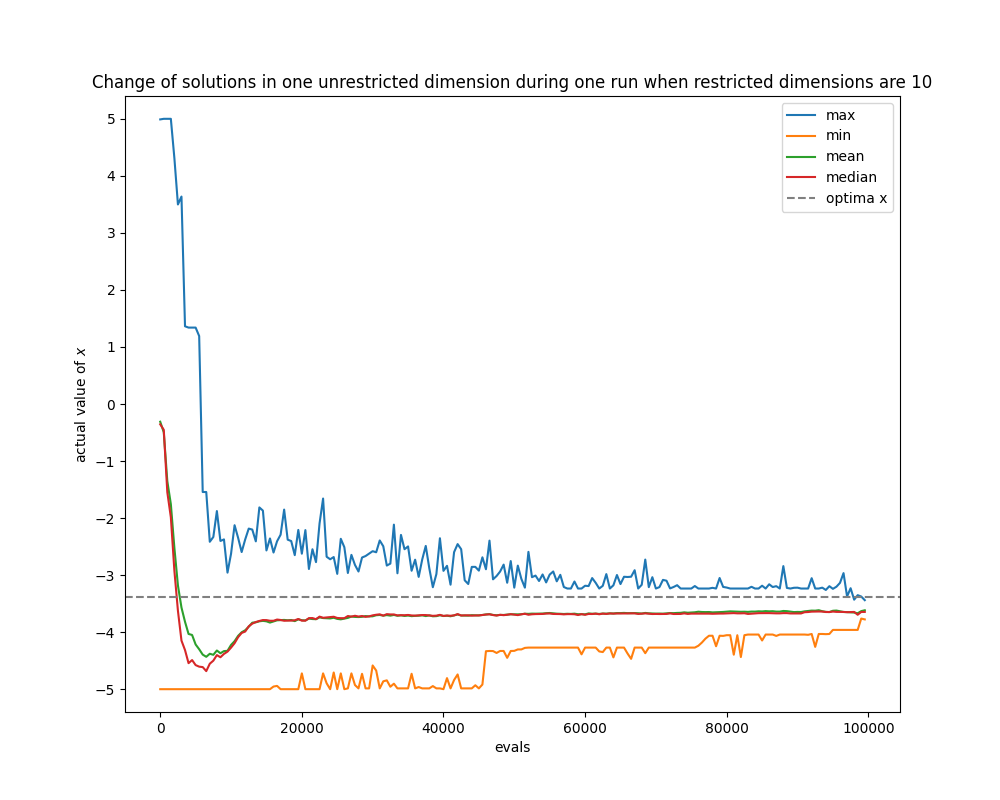 Change of solutions in one unrestricted dimension during one run when restricted dimensions are 10
max
min
mean
median
optima x
actual value of x
5
4
3
2
1
0
−1
−2
−3
−4
−5
0 20000 40000 60000 80000 100000
evals